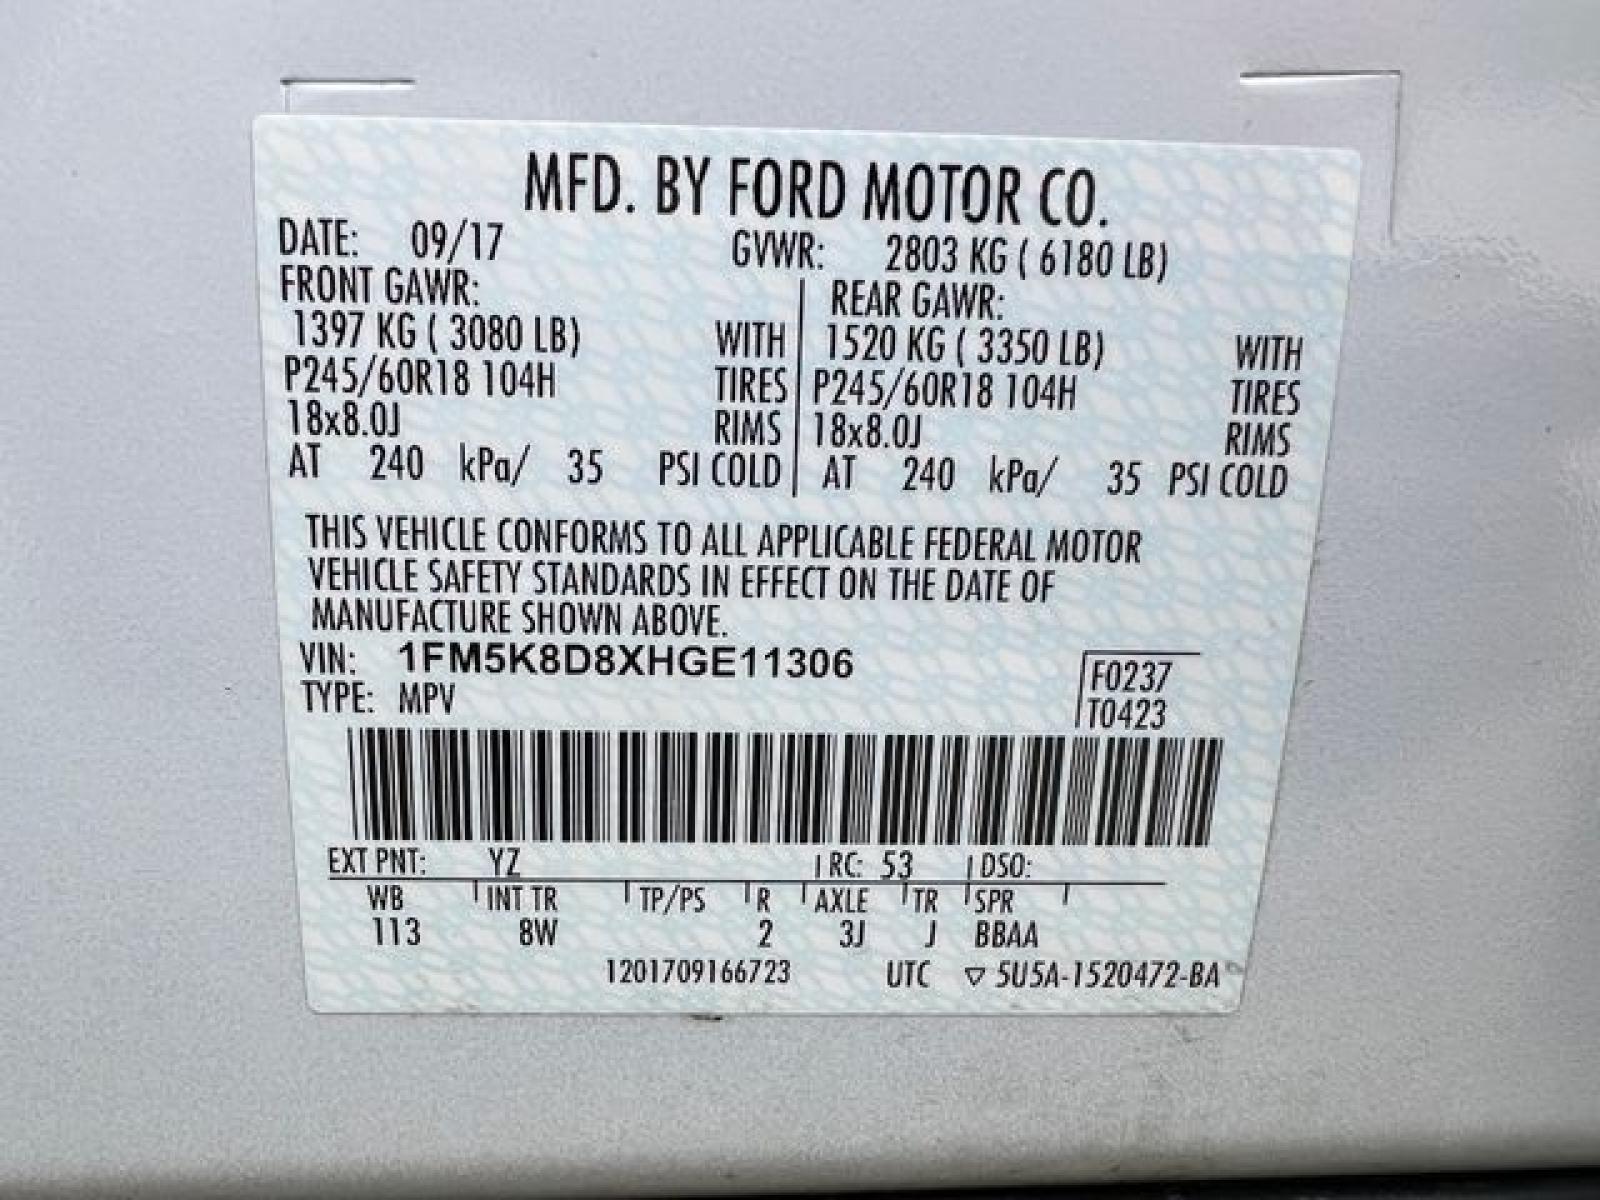 MFD. BY FORD MOTOR CO.
DATE: 09/17 GVWR: 2803 KG ( 6180 LB)
FRONT GAWR: REAR GAWR:
1397 KG ( 3080 LB) WITH 1520 KG ( 3350 LB) WITH
P245/60R18 104H TIRES P245/60R18 104H TIRES
18x8.0J RIMS 18x8.0J RIMS
AT 240 kPa/ 35 PSI COLD AT 240 kPa/ 35 PSI COLD
THIS VEHICLE CONFORMS TO ALL APPLICABLE FEDERAL MOTOR
VEHICLE SAFETY STANDARDS IN EFFECT ON THE DATE OF
MANUFACTURE SHOWN ABOVE.
VIN: 1FM5K8D8XHGE11306
F0237
TYPE: MPV
T0423
EXT PNT: YZ RC: 53 DSO:
WB INT TR TP/PS R AXLE TR SPR
113 8W 2 3J J BBAA
1201709166723 UTC ▽ 5U5A-1520472-BA